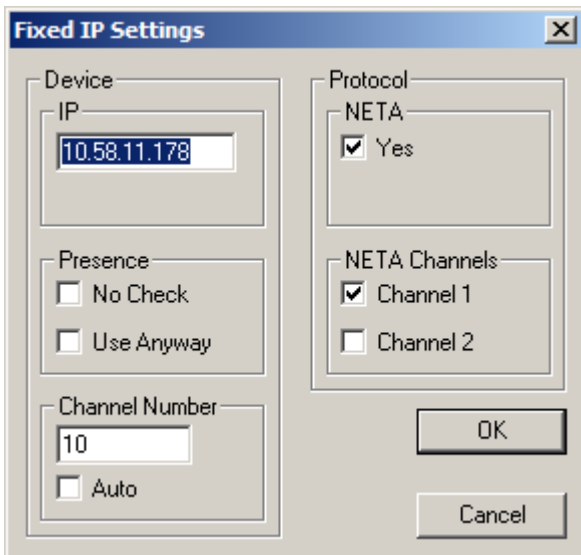 Fixed IP Settings
Device
IP
10.58.11.178
Presence
No Check
Use Anyway
Channel Number
10
Auto
Protocol
NETA
Yes
NETA Channels
Channel 1
Channel 2
OK
Cancel